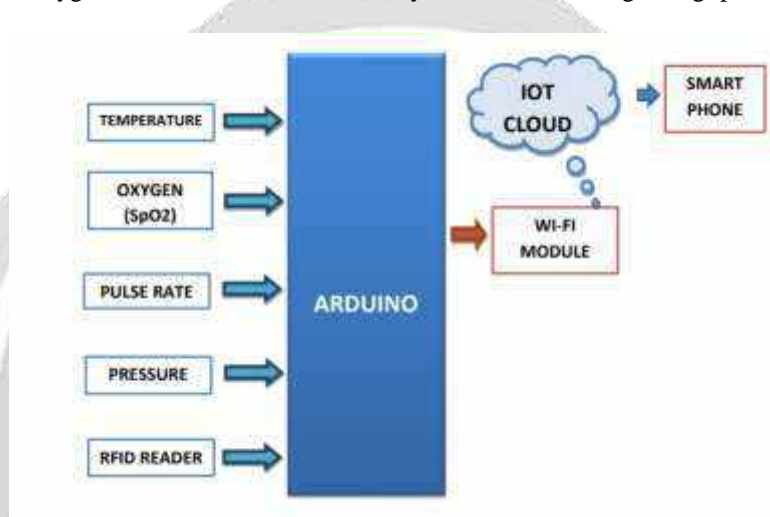 TEMPERATURE
OXYGEN
(SpO2)
PULSE RATE
PRESSURE
RFID READER
ARDUINO
IOT
CLOUD
SMART
PHONE
WI-FI
MODULE